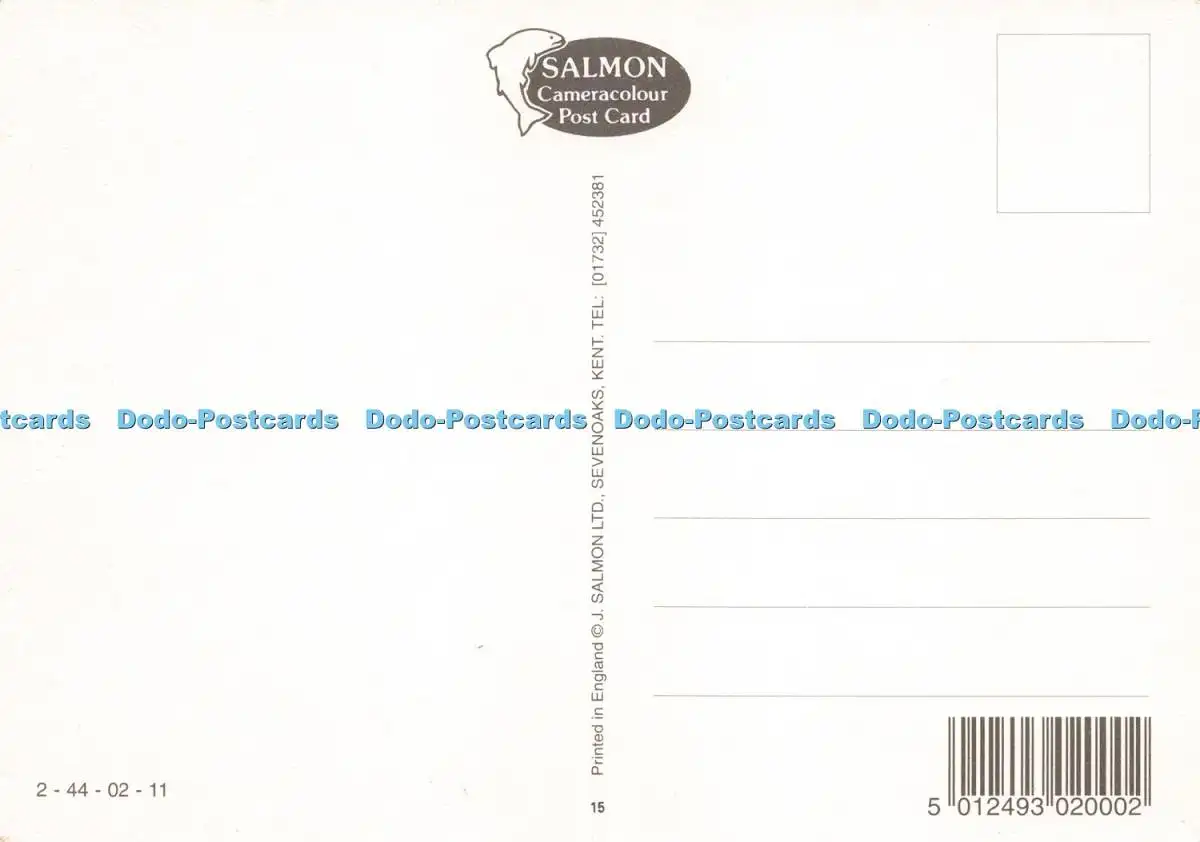 SALMON
Cameracolour
Post Card
Printed in England © J. SALMON LTD., SEVENOAKS, KENT. TEL: [01732] 452381
tcards Dodo-Postcards Dodo-Postcards Dodo-Postcards Dodo-Postcards Dodo-P
2 - 44 - 02 - 11
15
5 012493 020002